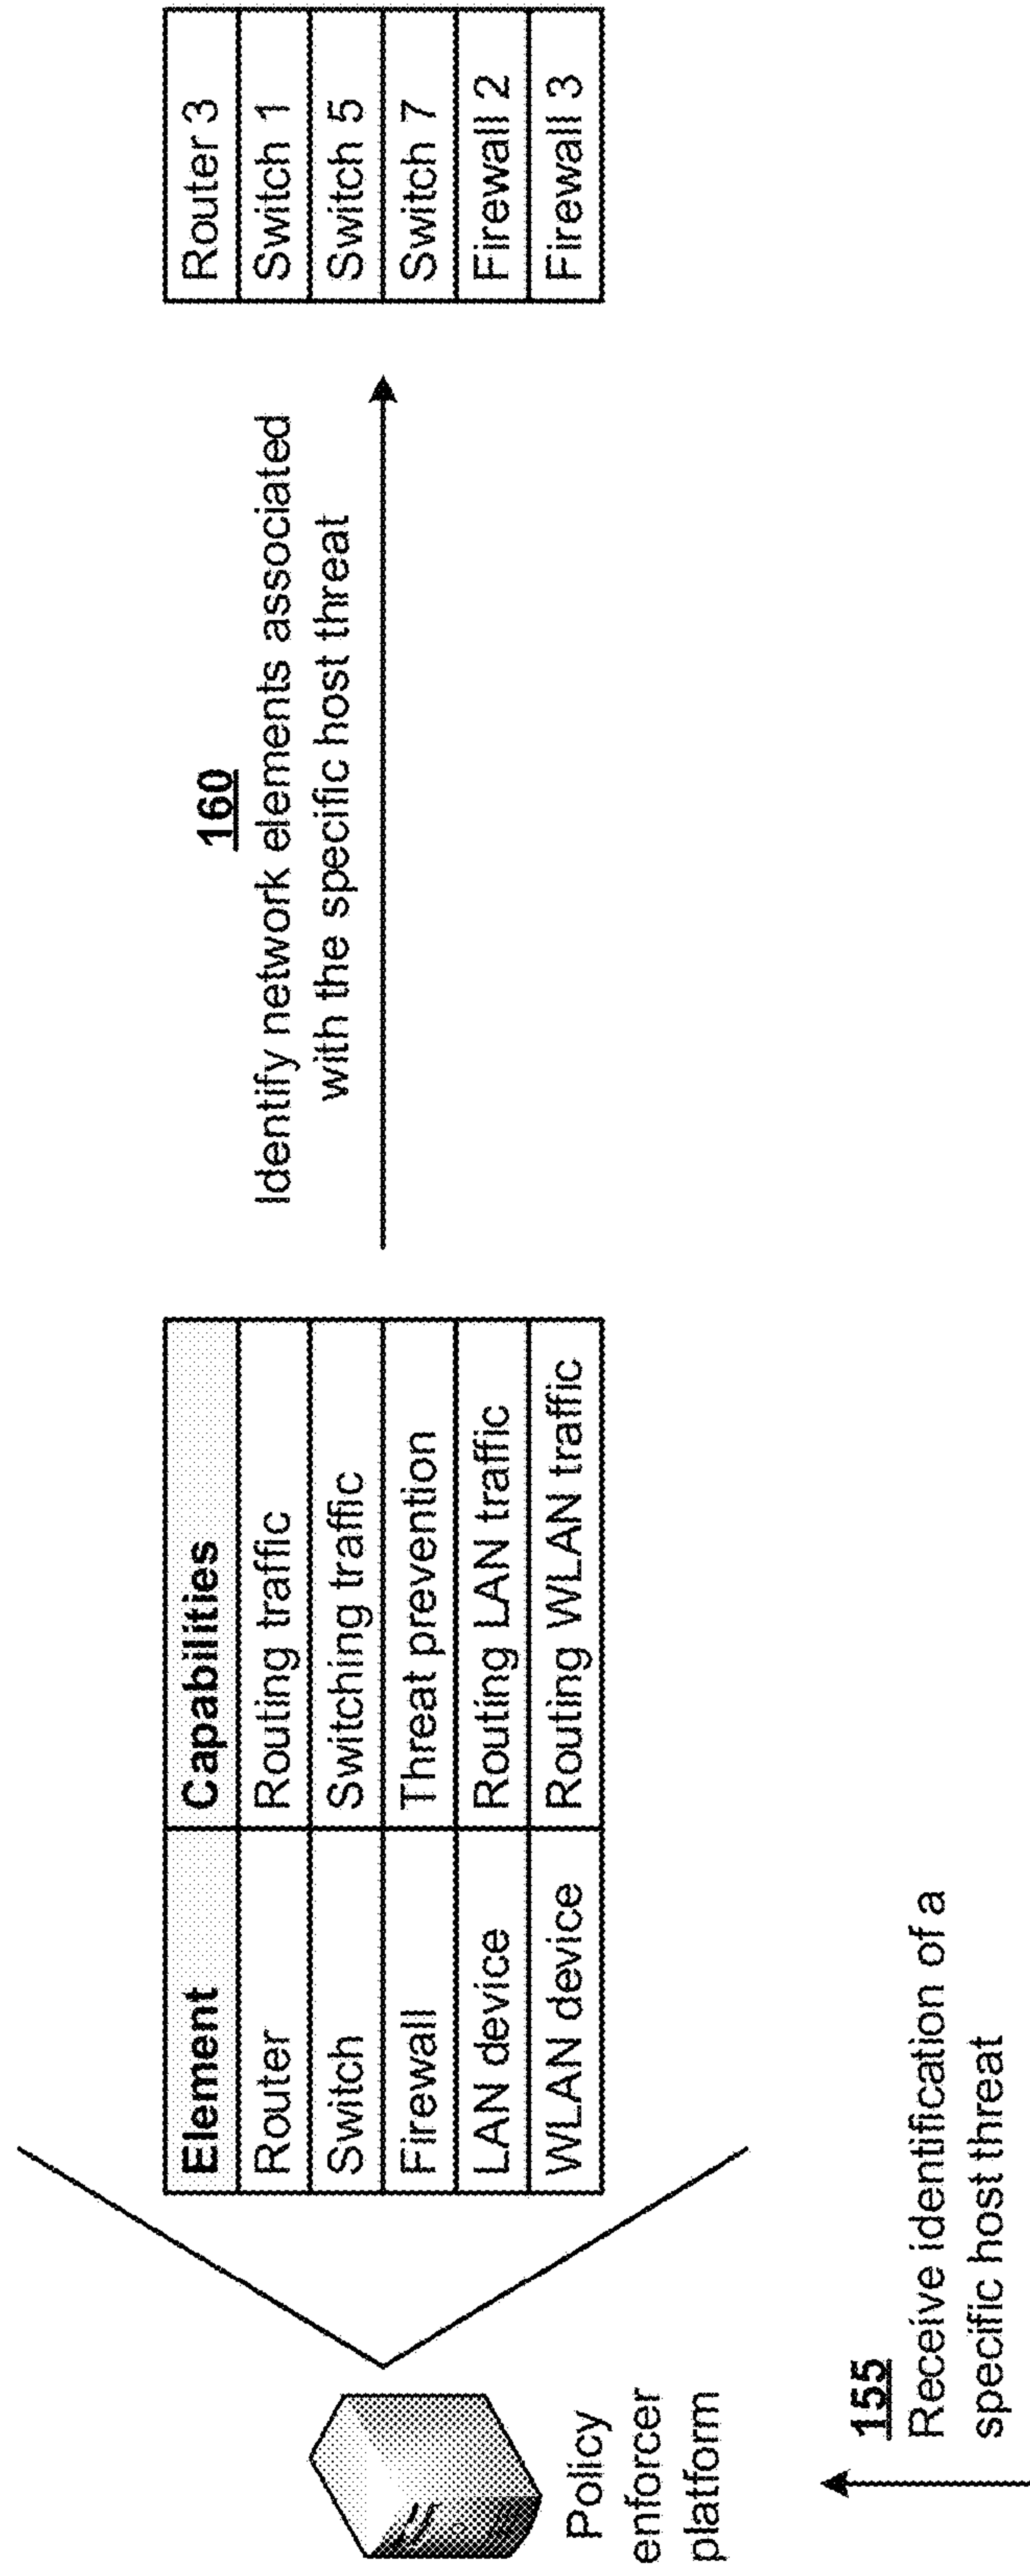 Element Capabilities
Router Routing traffic
Switch Switching traffic
Firewall Threat prevention
LAN device Routing LAN traffic
WLAN device Routing WLAN traffic
160
Identify network elements associated
with the specific host threat
Router 3
Switch 1
Switch 5
Switch 7
Firewall 2
Firewall 3
Policy
enforcer
platform
155
Receive identification of a
specific host threat